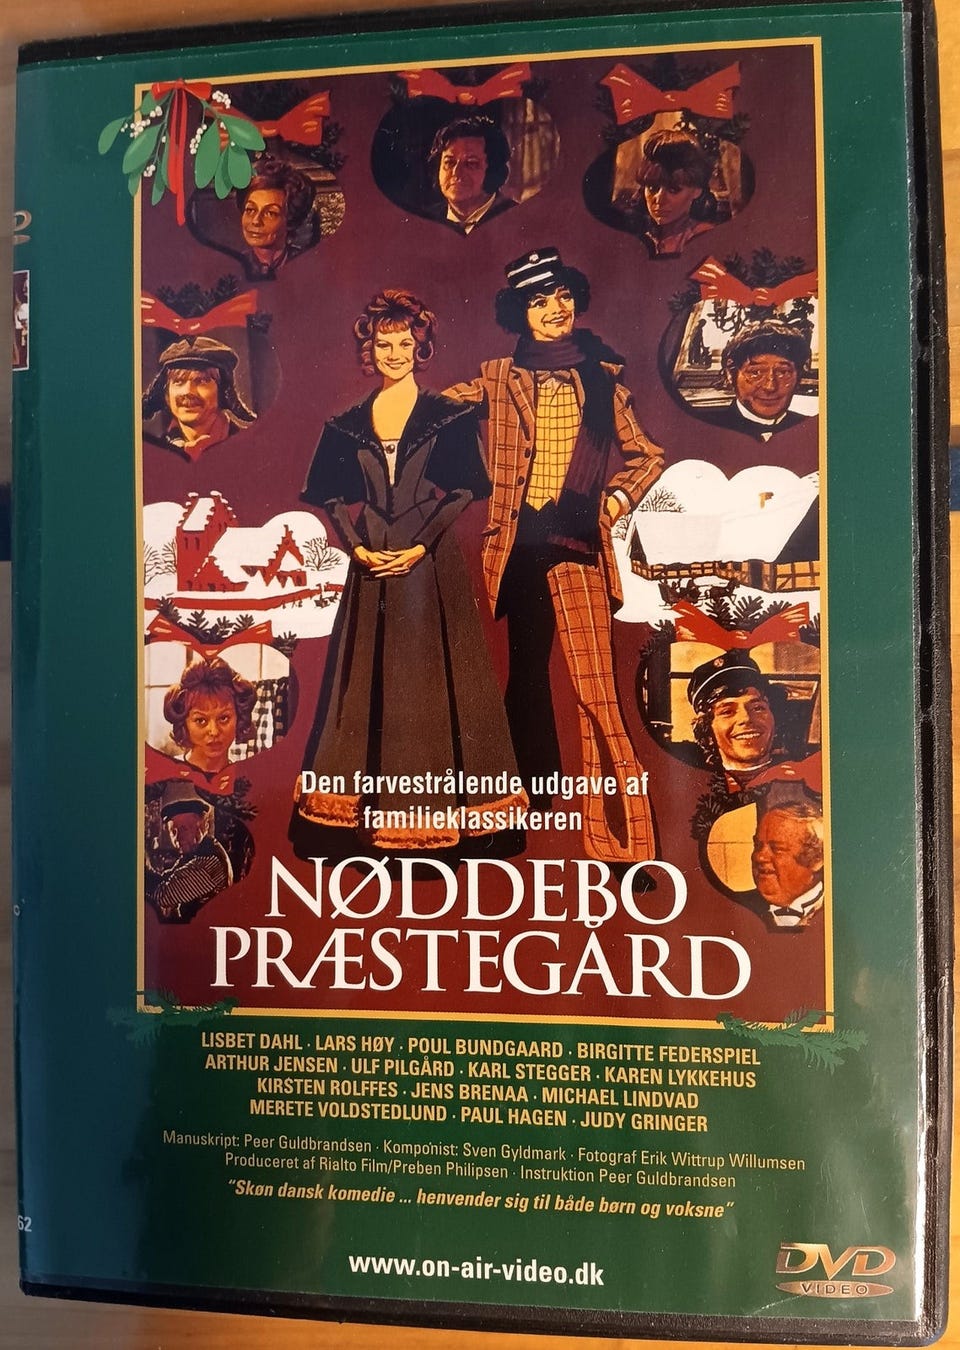 Den farvestrålende udgave af
familieklassikeren
NØDDEBO
PRÆSTEGÅRD
LISBET DAHL · LARS HØY · POUL BUNDGAARD · BIRGITTE FEDERSPIEL
ARTHUR JENSEN · ULF PILGÅRD · KARL STEGGER · KAREN LYKKEHUS
KIRSTEN ROLFFES · JENS BRENAA · MICHAEL LINDVAD
MERETE VOLDSTEDLUND · PAUL HAGEN · JUDY GRINGER
Manuskript: Peer Guldbrandsen · Komponist: Sven Gyldmark · Fotograf Erik Wittrup Willumsen
Produceret af Rialto Film/Preben Philipsen · Instruktion Peer Guldbrandsen
"Skøn dansk komedie ... henvender sig til både børn og voksne"
62
www.on-air-video.dk
DVD
VIDEO